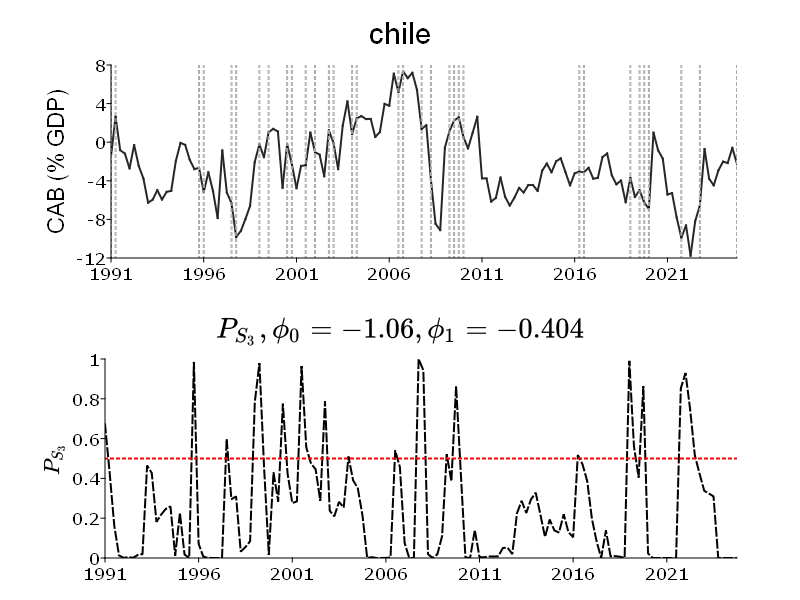 chile
CAB (% GDP)
8
4
0
-4
-8
-12
1991 1996 2001 2006 2011 2016 2021
P_{S_3}, ϕ_0 = −1.06, ϕ_1 = −0.404
P_{S_3}
1
0.8
0.6
0.4
0.2
0
1991 1996 2001 2006 2011 2016 2021